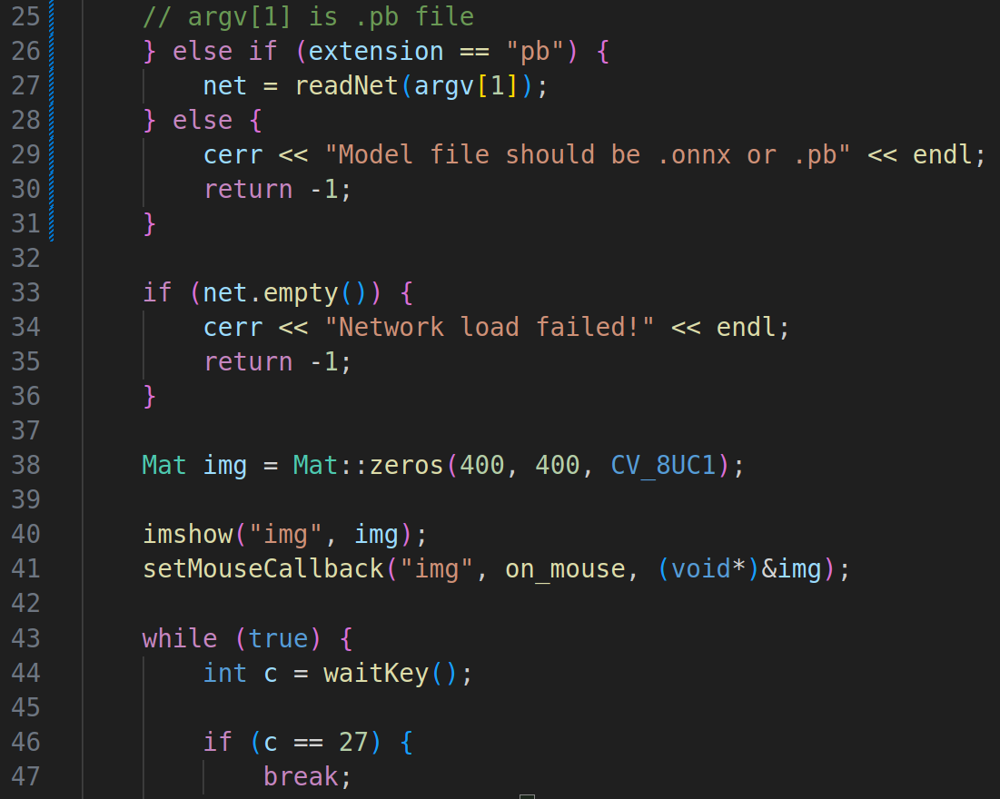 25 // argv[1] is .pb file
26 } else if (extension == "pb") {
27 net = readNet(argv[1]);
28 } else {
29 cerr << "Model file should be .onnx or .pb" << endl;
30 return -1;
31 }
32
33 if (net.empty()) {
34 cerr << "Network load failed!" << endl;
35 return -1;
36 }
37
38 Mat img = Mat::zeros(400, 400, CV_8UC1);
39
40 imshow("img", img);
41 setMouseCallback("img", on_mouse, (void*)&img);
42
43 while (true) {
44 int c = waitKey();
45
46 if (c == 27) {
47 break;